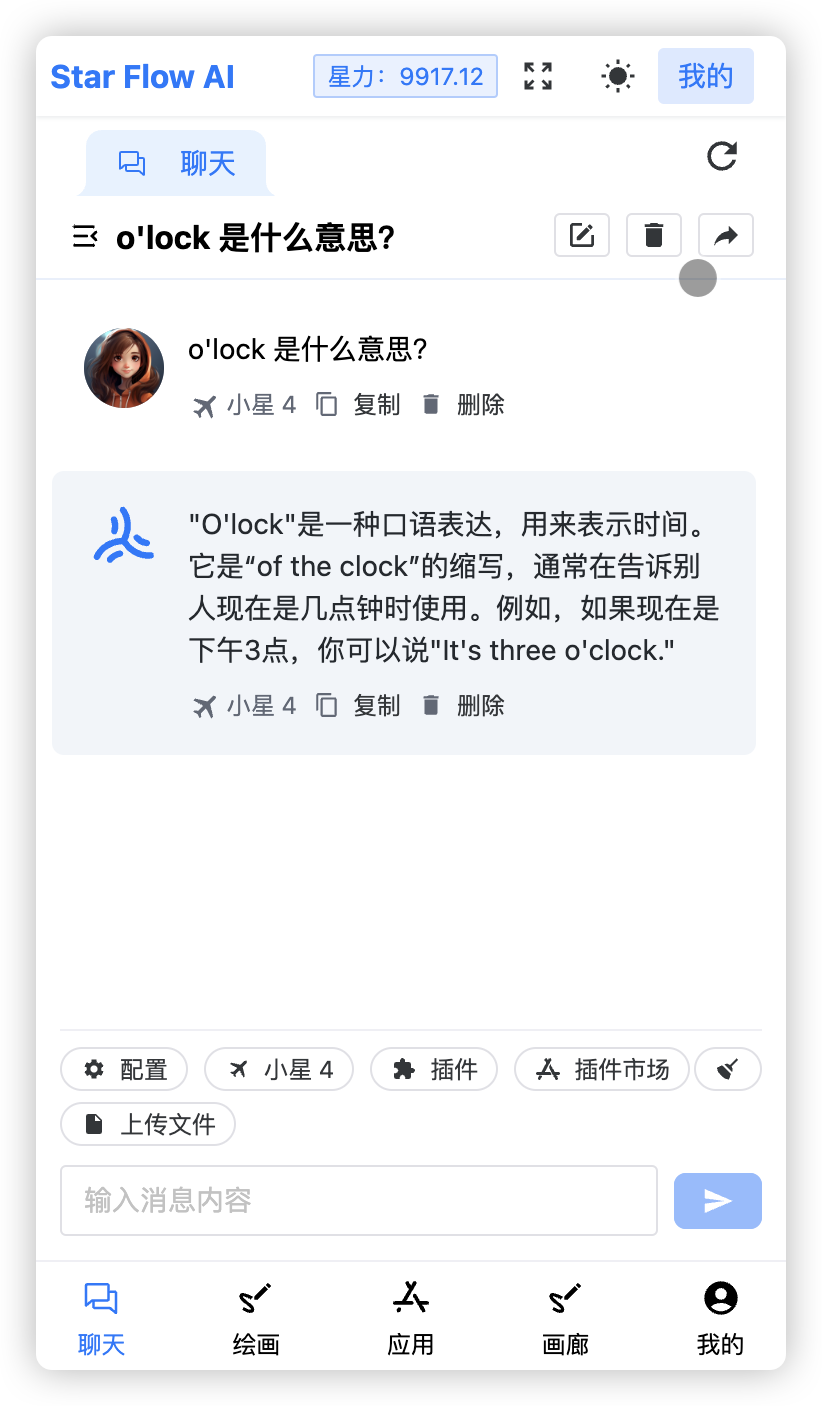 Star Flow AI
星力：9917.12
我的
聊天
o'lock 是什么意思?
o'lock 是什么意思?
小星 4 复制 删除
"O'lock"是一种口语表达，用来表示时间。
它是“of the clock”的缩写，通常在告诉别
人现在是几点钟时使用。例如，如果现在是
下午3点，你可以说"It's three o'clock."
小星 4 复制 删除
配置 小星 4 插件 插件市场
上传文件
输入消息内容
聊天 绘画 应用 画廊 我的